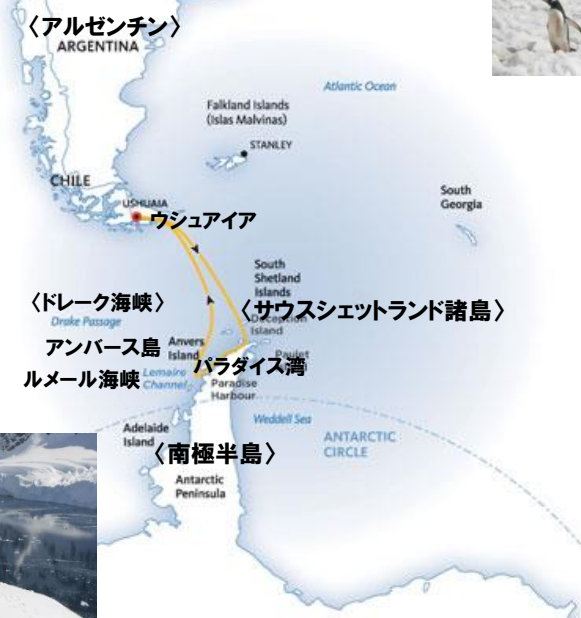 〈アルゼンチン〉
ARGENTINA
Atlantic Ocean
Falkland Islands
(Islas Malvinas)
STANLEY
CHILE
USHUAIA
ウシュアイア
South
Georgia
South
Shetland
Islands
〈ドレーク海峡〉
〈サウスシェットランド諸島〉
Drake Passage
Deception
Island
アンバース島
Anvers
Island
パラダイス湾
ルメール海峡
Lemaire
Channel
Paradise
Harbour
Weddell Sea
Adelaide
Island
ANTARCTIC
CIRCLE
〈南極半島〉
Antarctic
Peninsula